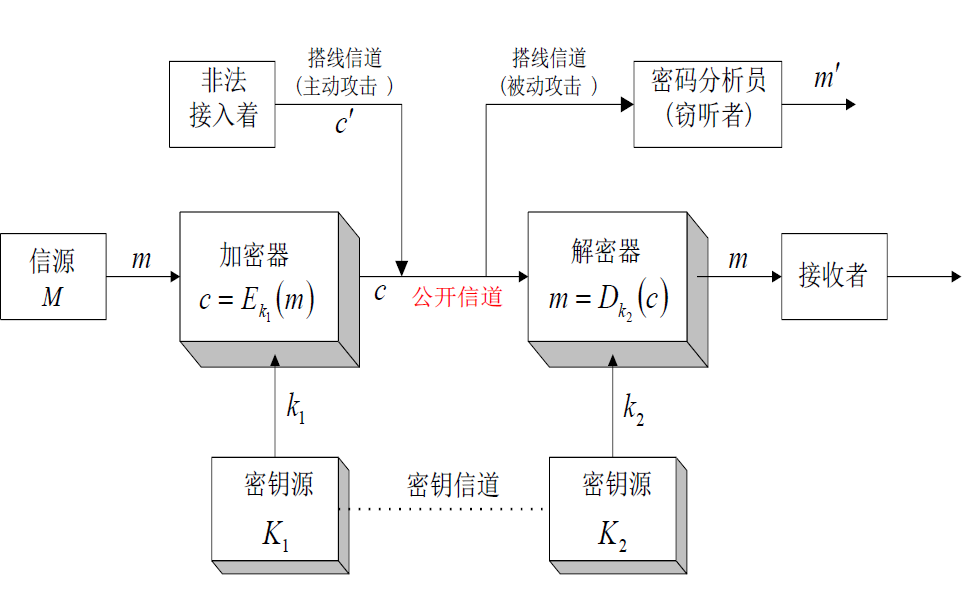 非法
接入着
搭线信道
(主动攻击 )
c′
搭线信道
(被动攻击 )
密码分析员
(窃听者)
m′
信源
M
m
加密器
c = E_{k_1}(m)
c
公开信道
解密器
m = D_{k_2}(c)
m
接收者
k_1
k_2
密钥源
K_1
密钥信道
密钥源
K_2